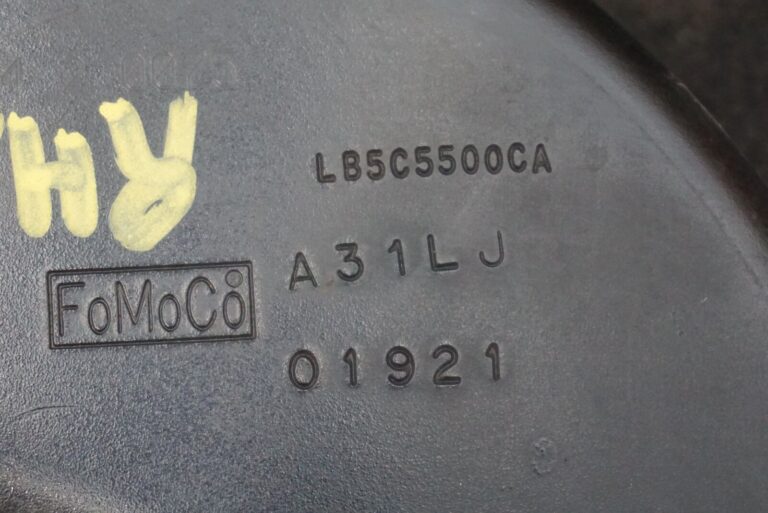 LB5C5500CA
RH
A31LJ
FoMoCo
01921